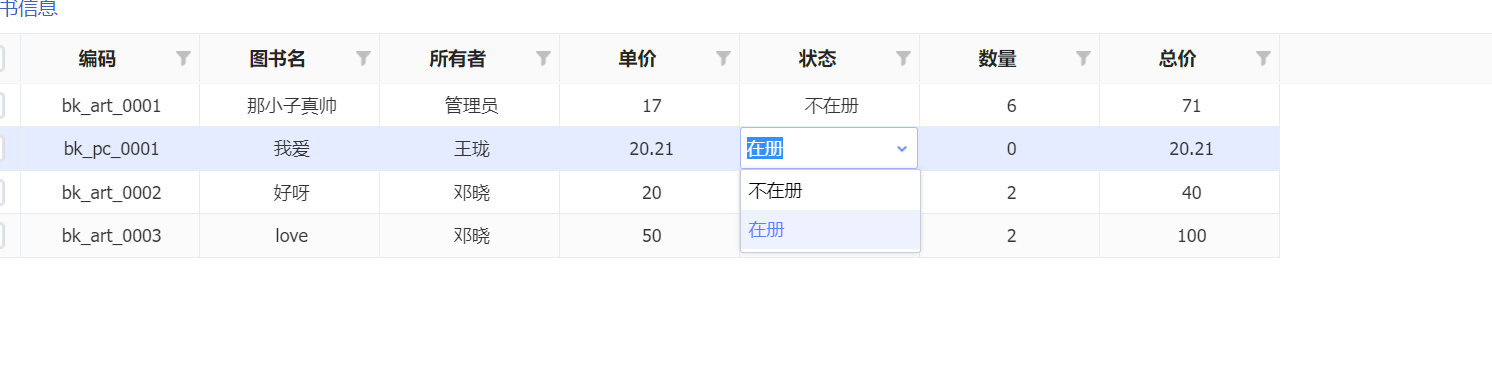 书信息
编码 图书名 所有者 单价 状态 数量 总价
bk_art_0001 那小子真帅 管理员 17 不在册 6 71
bk_pc_0001 我爱 王珑 20.21 在册 0 20.21
不在册
bk_art_0002 好呀 邓晓 20 2 40
在册
bk_art_0003 love 邓晓 50 2 100